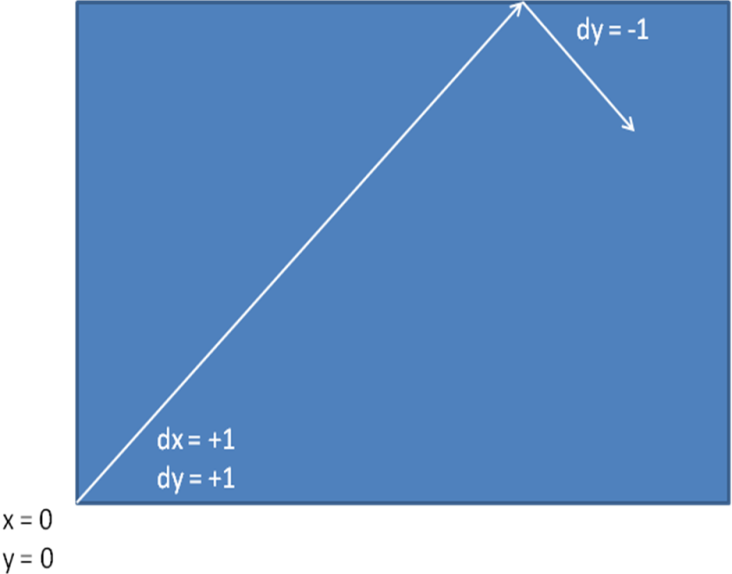 dy = -1
dx = +1
dy = +1
x = 0
y = 0